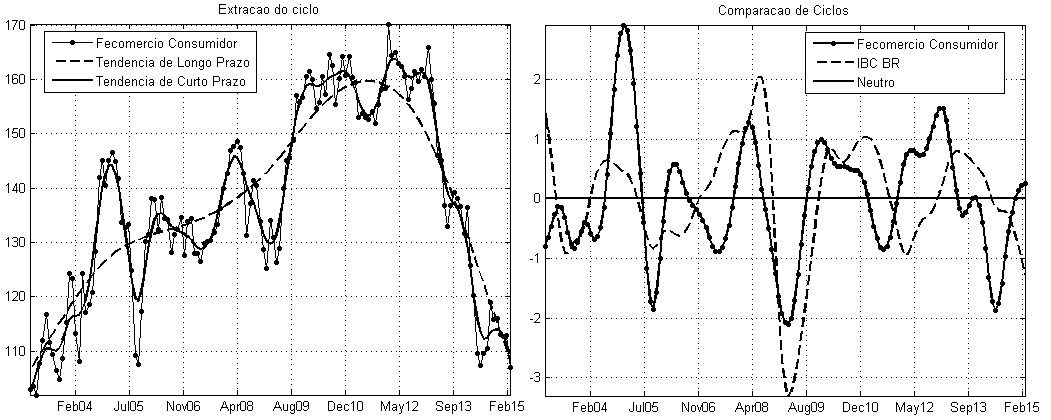 Extracao do ciclo
170
160
150
140
130
120
110
Fecomercio Consumidor
Tendencia de Longo Prazo
Tendencia de Curto Prazo
Feb04 Jul05 Nov06 Apr08 Aug09 Dec10 May12 Sep13 Feb15
Comparacao de Ciclos
2
1
0
-1
-2
-3
Fecomercio Consumidor
IBC BR
Neutro
Feb04 Jul05 Nov06 Apr08 Aug09 Dec10 May12 Sep13 Feb15